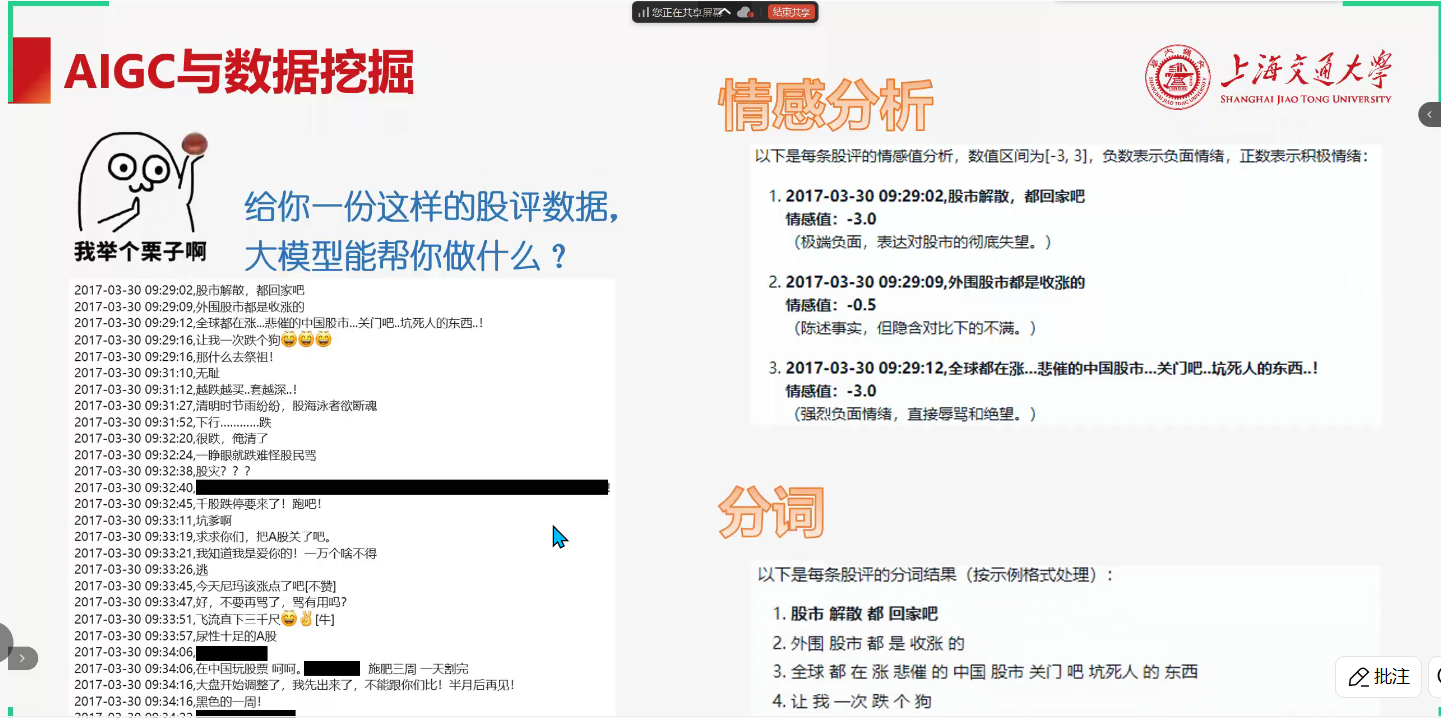 您正在共享屏幕
结束共享
AIGC与数据挖掘
上海交通大学
SHANGHAI JIAO TONG UNIVERSITY
我举个栗子啊
给你一份这样的股评数据，
大模型能帮你做什么？
2017-03-30 09:29:02,股市解散，都回家吧
2017-03-30 09:29:09,外围股市都是收涨的
2017-03-30 09:29:12,全球都在涨...悲催的中国股市...关门吧..坑死人的东西..!
2017-03-30 09:29:16,让我一次跌个狗😄😄😄
2017-03-30 09:29:16,那什么去祭祖！
2017-03-30 09:31:10,无耻
2017-03-30 09:31:12,越跌越买..套越深..!
2017-03-30 09:31:27,清明时节雨纷纷，股海泳者欲断魂
2017-03-30 09:31:52,下行…………跌
2017-03-30 09:32:20,很跌，俺清了
2017-03-30 09:32:24,一睁眼就跌难怪股民骂
2017-03-30 09:32:38,股灾？？？
2017-03-30 09:32:40,
2017-03-30 09:32:45,千股跌停要来了！跑吧！
2017-03-30 09:33:11,坑爹啊
2017-03-30 09:33:19,求求你们，把A股关了吧。
2017-03-30 09:33:21,我知道我是爱你的！一万个啥不得
2017-03-30 09:33:26,逃
2017-03-30 09:33:45,今天尼玛该涨点了吧[不赞]
2017-03-30 09:33:47,好，不要再骂了，骂有用吗?
2017-03-30 09:33:51,飞流直下三千尺😄✌[牛]
2017-03-30 09:33:57,尿性十足的A股
2017-03-30 09:34:06,
2017-03-30 09:34:06,在中国玩股票 呵呵。 施肥三周 一天割完
2017-03-30 09:34:16,大盘开始调整了，我先出来了，不能跟你们比！半月后再见！
2017-03-30 09:34:16,黑色的一周！
情感分析
以下是每条股评的情感值分析，数值区间为[-3, 3]，负数表示负面情绪，正数表示积极情绪：
1. 2017-03-30 09:29:02,股市解散，都回家吧
情感值：-3.0
（极端负面，表达对股市的彻底失望。）
2. 2017-03-30 09:29:09,外围股市都是收涨的
情感值：-0.5
（陈述事实，但隐含对比下的不满。）
3. 2017-03-30 09:29:12,全球都在涨...悲催的中国股市...关门吧..坑死人的东西..!
情感值：-3.0
（强烈负面情绪，直接辱骂和绝望。）
分词
以下是每条股评的分词结果（按示例格式处理）：
1. 股市 解散 都 回家吧
2. 外围 股市 都 是 收涨 的
3. 全球 都 在 涨 悲催 的 中国 股市 关门 吧 坑死人 的 东西
4. 让 我 一次 跌 个 狗
批注